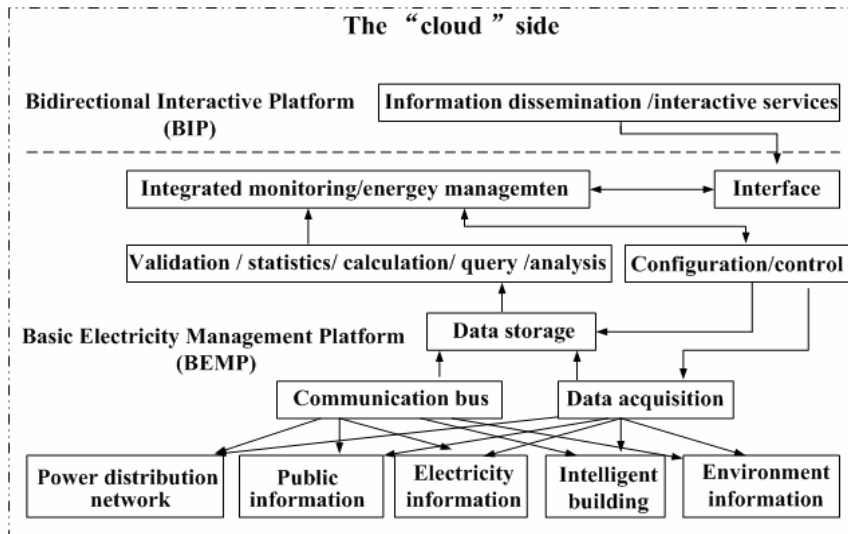 The “cloud ” side
Bidirectional Interactive Platform
(BIP)
Information dissemination /interactive services
Integrated monitoring/energey managemten
Interface
Validation / statistics/ calculation/ query /analysis
Configuration/control
Basic Electricity Management Platform
(BEMP)
Data storage
Communication bus
Data acquisition
Power distribution
network
Public
information
Electricity
information
Intelligent
building
Environment
information